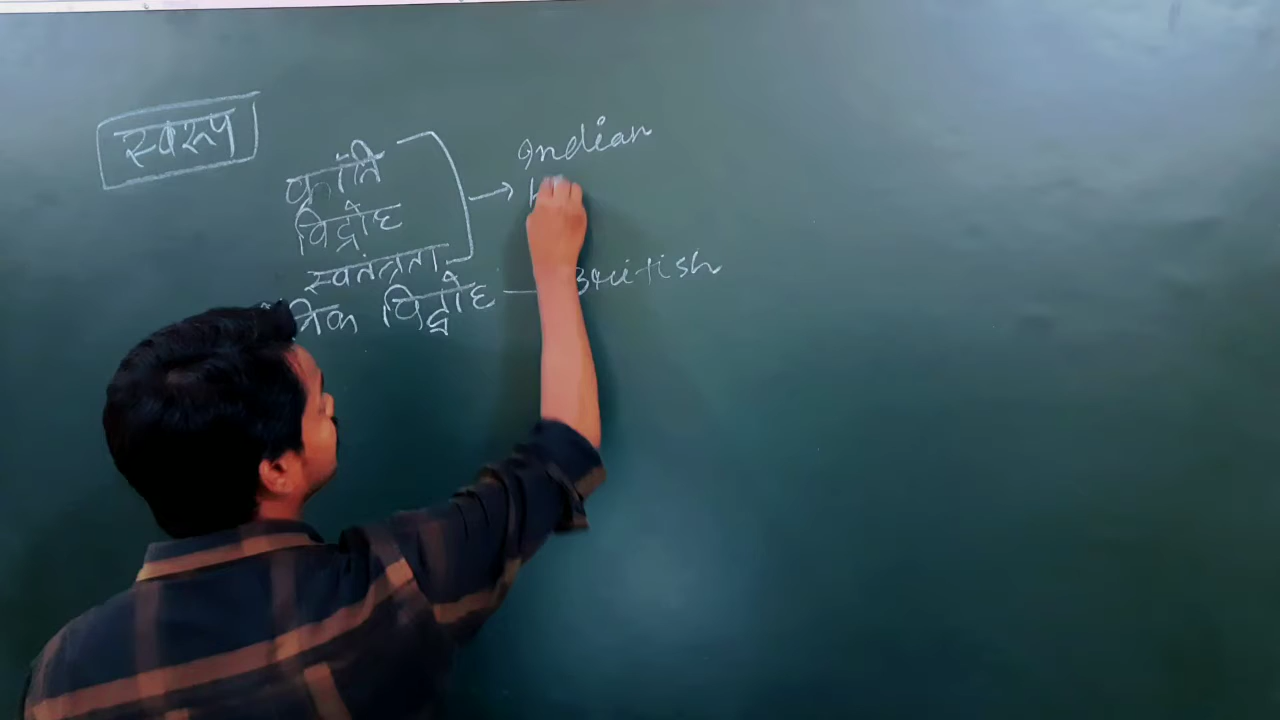 स्वरूप
क्रांति
Indian
विद्रोह
स्वतंत्रता
विद्रोह — British